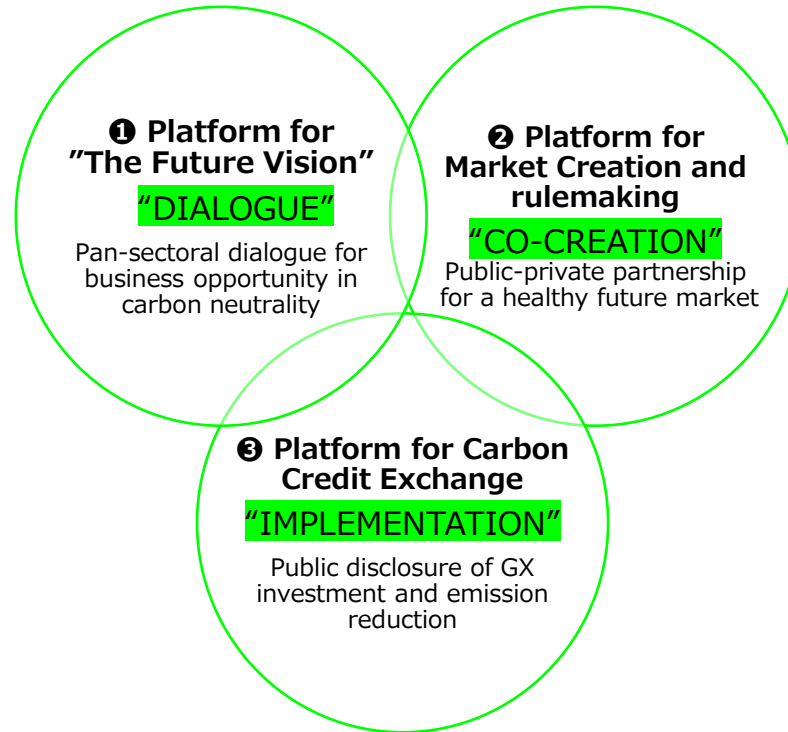 ❶ Platform for
”The Future Vision”
“DIALOGUE”
Pan-sectoral dialogue for
business opportunity in
carbon neutrality
❷ Platform for
Market Creation and
rulemaking
“CO-CREATION”
Public-private partnership
for a healthy future market
❸ Platform for Carbon
Credit Exchange
“IMPLEMENTATION”
Public disclosure of GX
investment and emission
reduction